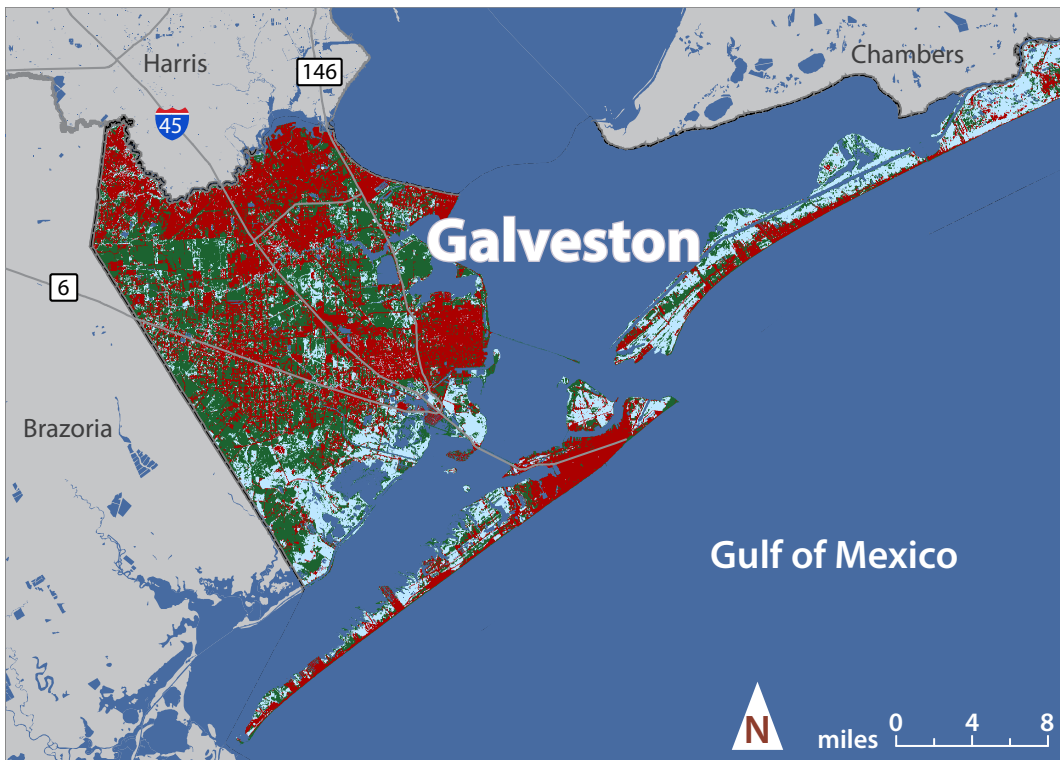 Harris
146
Chambers
45
Galveston
6
Brazoria
Gulf of Mexico
N
miles 0 4 8